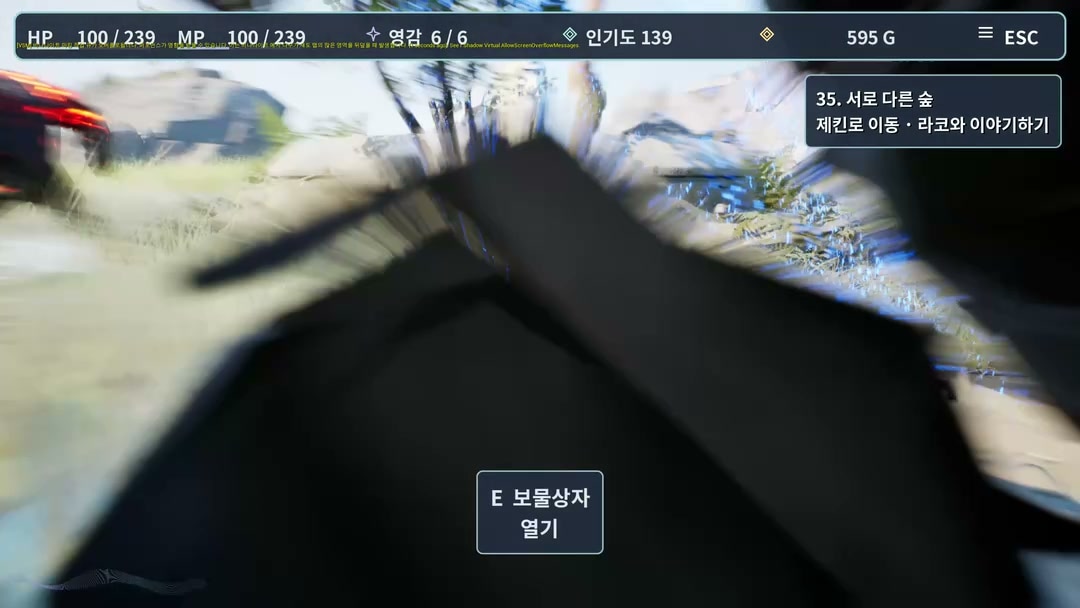 HP 100 / 239 MP 100 / 239 영감 6 / 6 인기도 139 595 G ESC
35. 서로 다른 숲
제킨로 이동 · 라코와 이야기하기
E 보물상자
열기